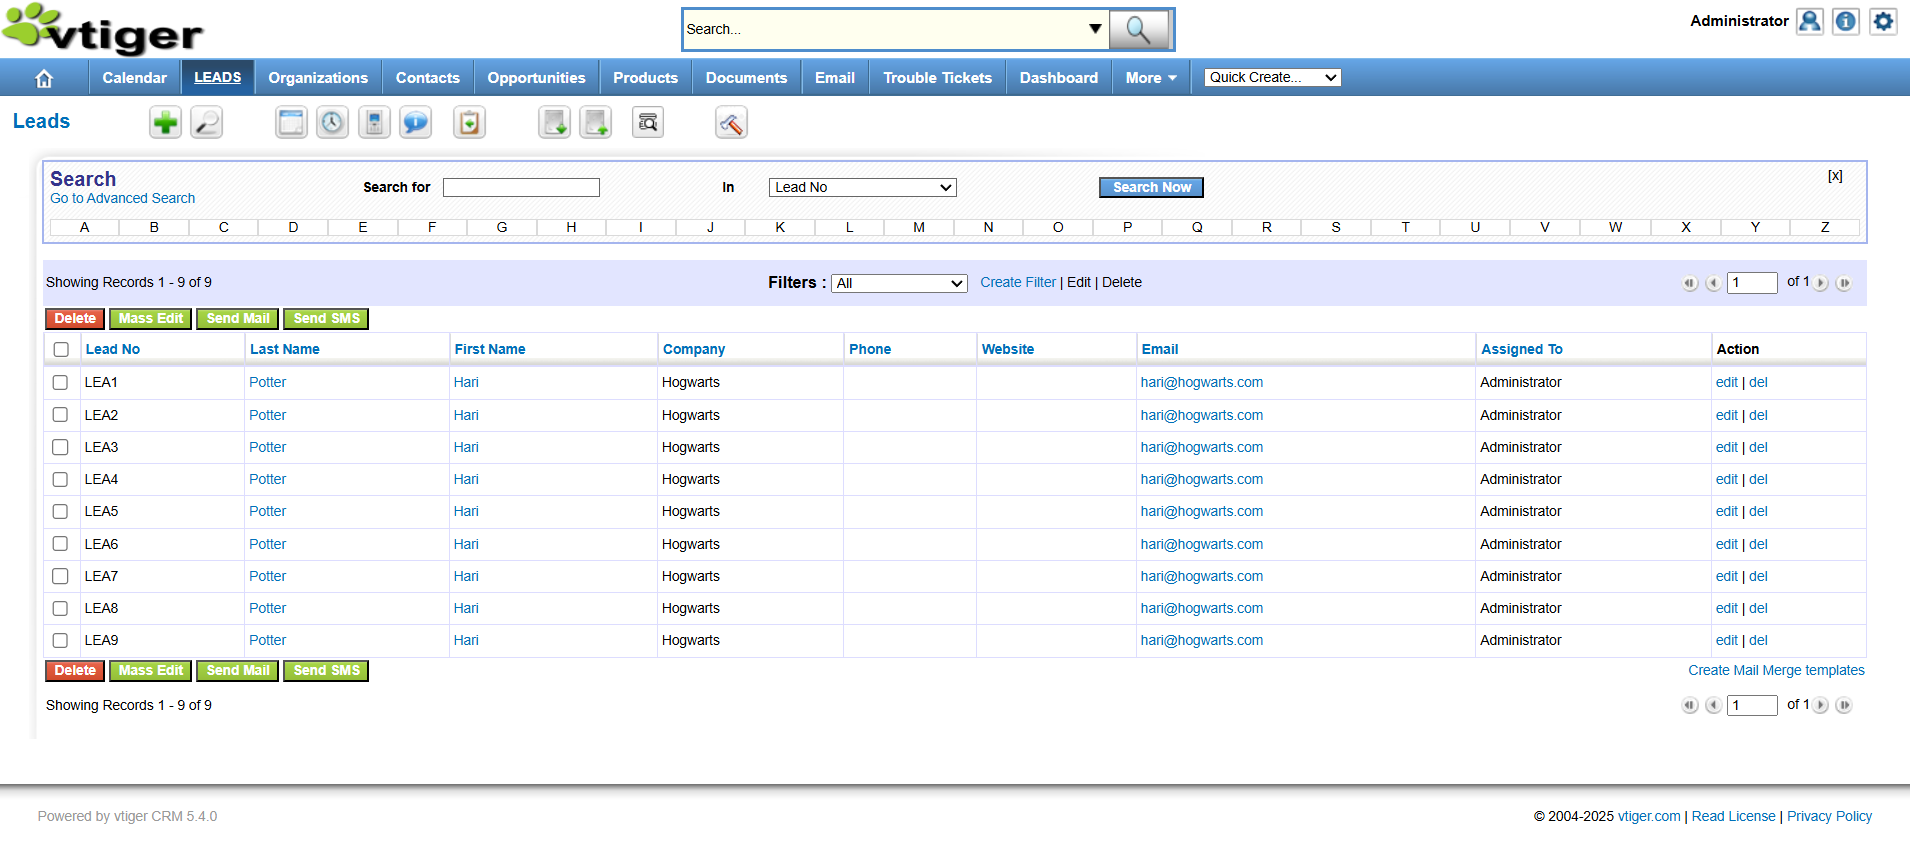 vtiger
Search...
Administrator
Calendar LEADS Organizations Contacts Opportunities Products Documents Email Trouble Tickets Dashboard More Quick Create...
Leads
Search
Go to Advanced Search
Search for In Lead No Search Now [x]
A B C D E F G H I J K L M N O P Q R S T U V W X Y Z
Showing Records 1 - 9 of 9 Filters : All Create Filter | Edit | Delete 1 of 1
Delete Mass Edit Send Mail Send SMS
Lead No Last Name First Name Company Phone Website Email Assigned To Action
LEA1 Potter Hari Hogwarts hari@hogwarts.com Administrator edit | del
LEA2 Potter Hari Hogwarts hari@hogwarts.com Administrator edit | del
LEA3 Potter Hari Hogwarts hari@hogwarts.com Administrator edit | del
LEA4 Potter Hari Hogwarts hari@hogwarts.com Administrator edit | del
LEA5 Potter Hari Hogwarts hari@hogwarts.com Administrator edit | del
LEA6 Potter Hari Hogwarts hari@hogwarts.com Administrator edit | del
LEA7 Potter Hari Hogwarts hari@hogwarts.com Administrator edit | del
LEA8 Potter Hari Hogwarts hari@hogwarts.com Administrator edit | del
LEA9 Potter Hari Hogwarts hari@hogwarts.com Administrator edit | del
Delete Mass Edit Send Mail Send SMS Create Mail Merge templates
Showing Records 1 - 9 of 9 1 of 1
Powered by vtiger CRM 5.4.0 © 2004-2025 vtiger.com | Read License | Privacy Policy